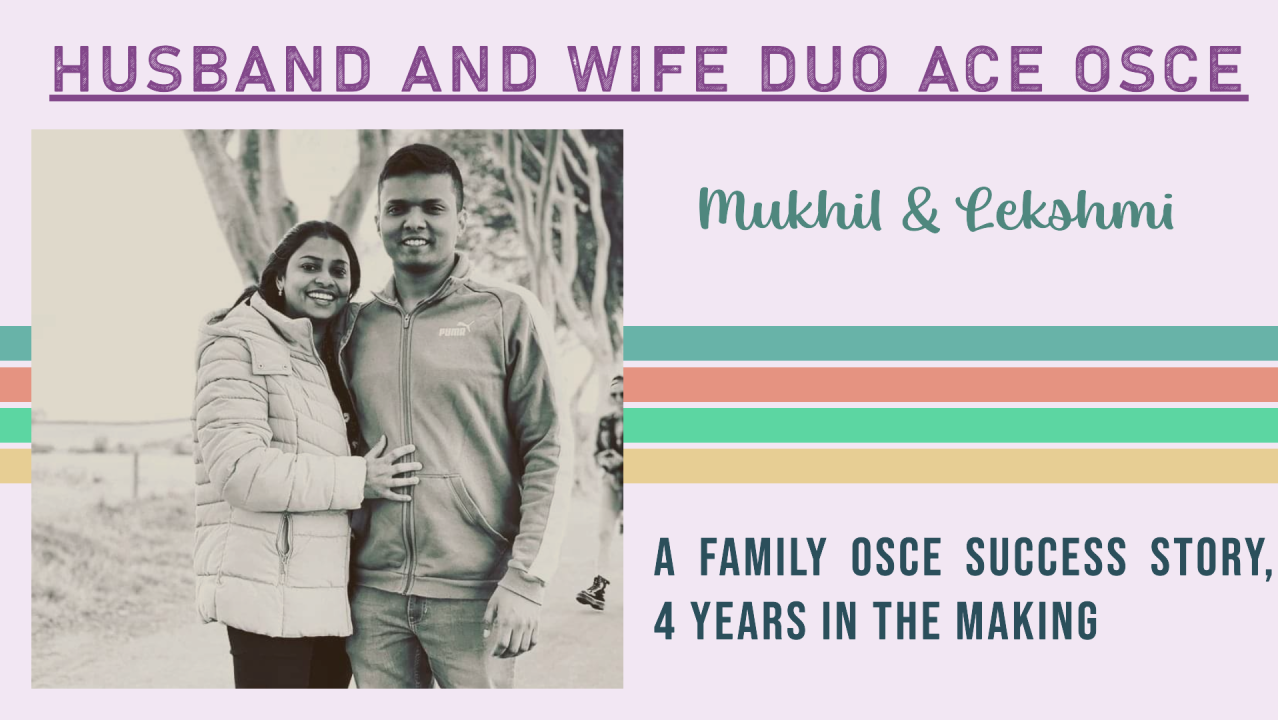 HUSBAND AND WIFE DUO ACE OSCE
Mukhil & Lekshmi
PUMA
A FAMILY OSCE SUCCESS STORY,
4 YEARS IN THE MAKING